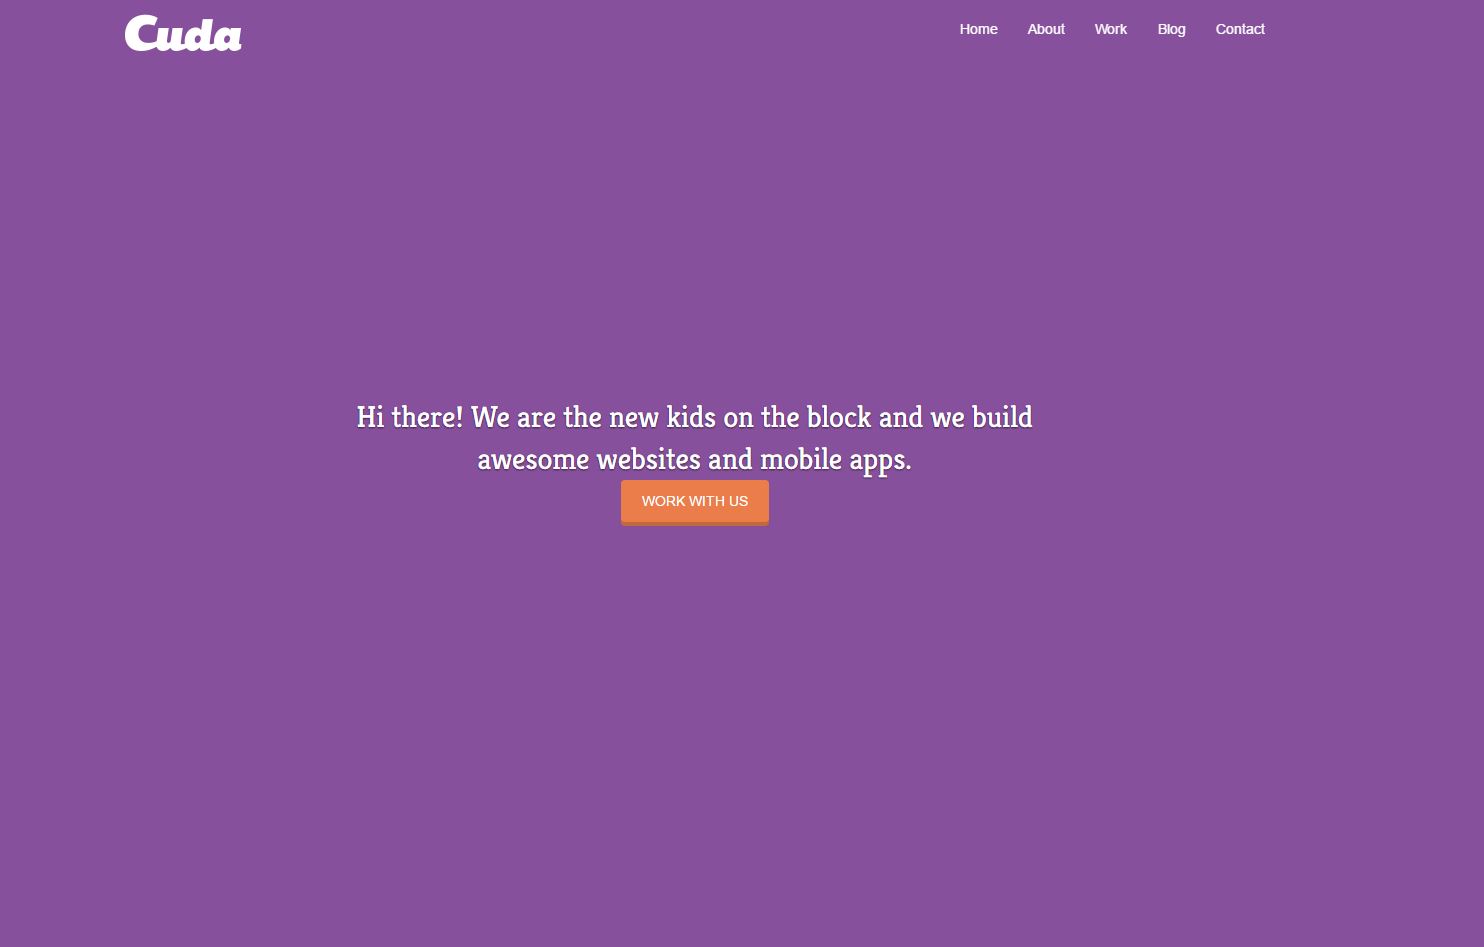 Cuda
Home About Work Blog Contact
Hi there! We are the new kids on the block and we build
awesome websites and mobile apps.
WORK WITH US